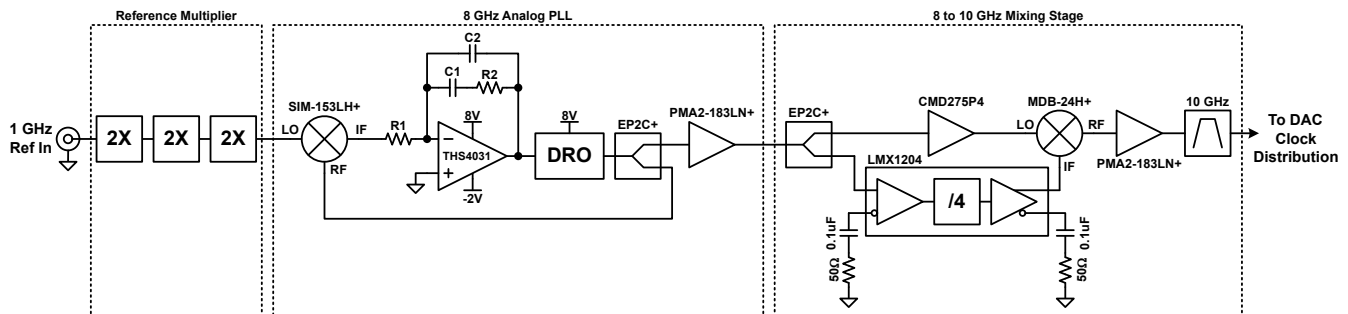 Reference Multiplier
8 GHz Analog PLL
8 to 10 GHz Mixing Stage
1 GHz
Ref In
2X
2X
2X
SIM-153LH+
LO
IF
RF
R1
C2
C1
R2
8V
THS4031
-2V
8V
DRO
EP2C+
PMA2-183LN+
EP2C+
CMD275P4
LMX1204
/4
0.1uF
50Ω
0.1uF
50Ω
MDB-24H+
LO
RF
IF
PMA2-183LN+
10 GHz
To DAC
Clock
Distribution